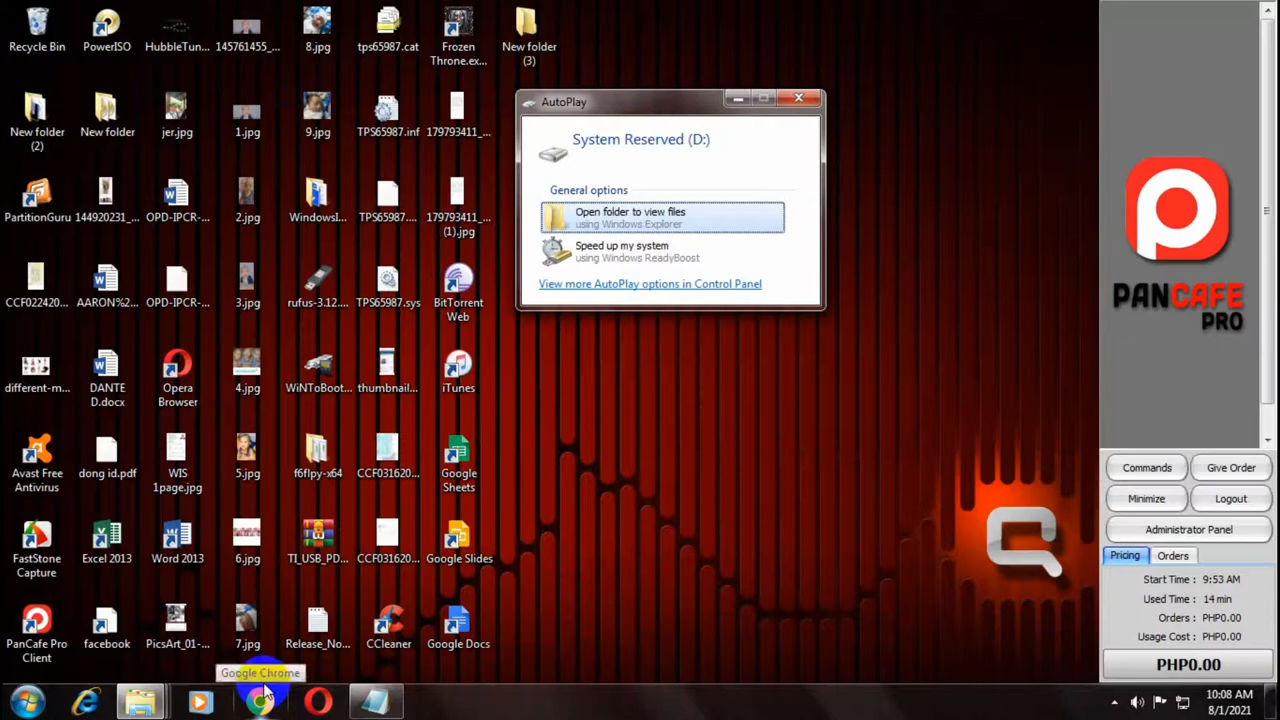 Recycle Bin
PowerISO
HubbleTun...
145761455_...
8.jpg
tps65987.cat
Frozen
Throne.ex...
New folder
(3)
New folder
(2)
New folder
jer.jpg
1.jpg
9.jpg
TPS65987.inf
179793411_...
PartitionGuru
144920231_...
OPD-IPCR-...
2.jpg
WindowsI...
TPS65987....
179793411_...
(1).jpg
CCF022420...
AARON%2...
OPD-IPCR-...
3.jpg
rufus-3.12....
TPS65987.sys
BitTorrent
Web
different-m...
DANTE
D.docx
Opera
Browser
4.jpg
WiNToBoot...
thumbnail...
iTunes
Avast Free
Antivirus
dong id.pdf
WIS
1page.jpg
5.jpg
f6flpy-x64
CCF031620...
Google
Sheets
FastStone
Capture
Excel 2013
Word 2013
6.jpg
TI_USB_PD...
CCF031620...
Google Slides
PanCafe Pro
Client
facebook
PicsArt_01-...
7.jpg
Release_No...
CCleaner
Google Docs
AutoPlay
System Reserved (D:)
General options
Open folder to view files
using Windows Explorer
Speed up my system
using Windows ReadyBoost
View more AutoPlay options in Control Panel
PANCAFE
PRO
Commands
Give Order
Minimize
Logout
Administrator Panel
Pricing
Orders
Start Time : 9:53 AM
Used Time : 14 min
Orders : PHP0.00
Usage Cost : PHP0.00
PHP0.00
Google Chrome
10:08 AM
8/1/2021